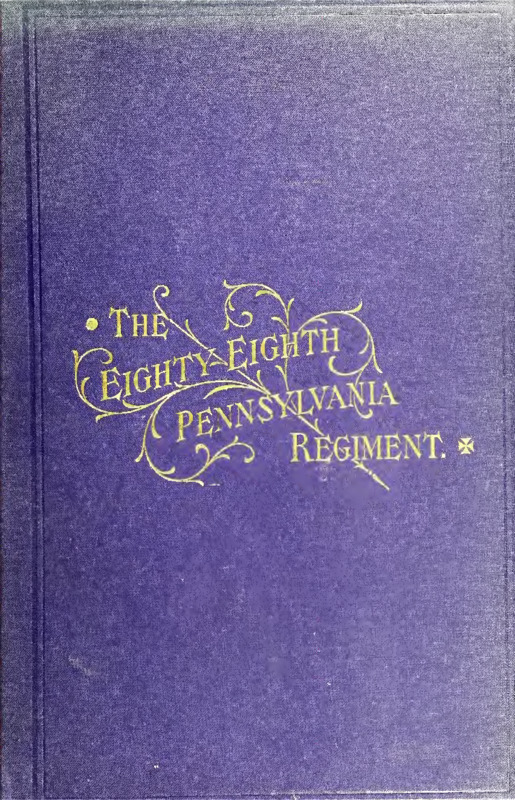 The
Eighty-Eighth
Pennsylvania
Regiment.